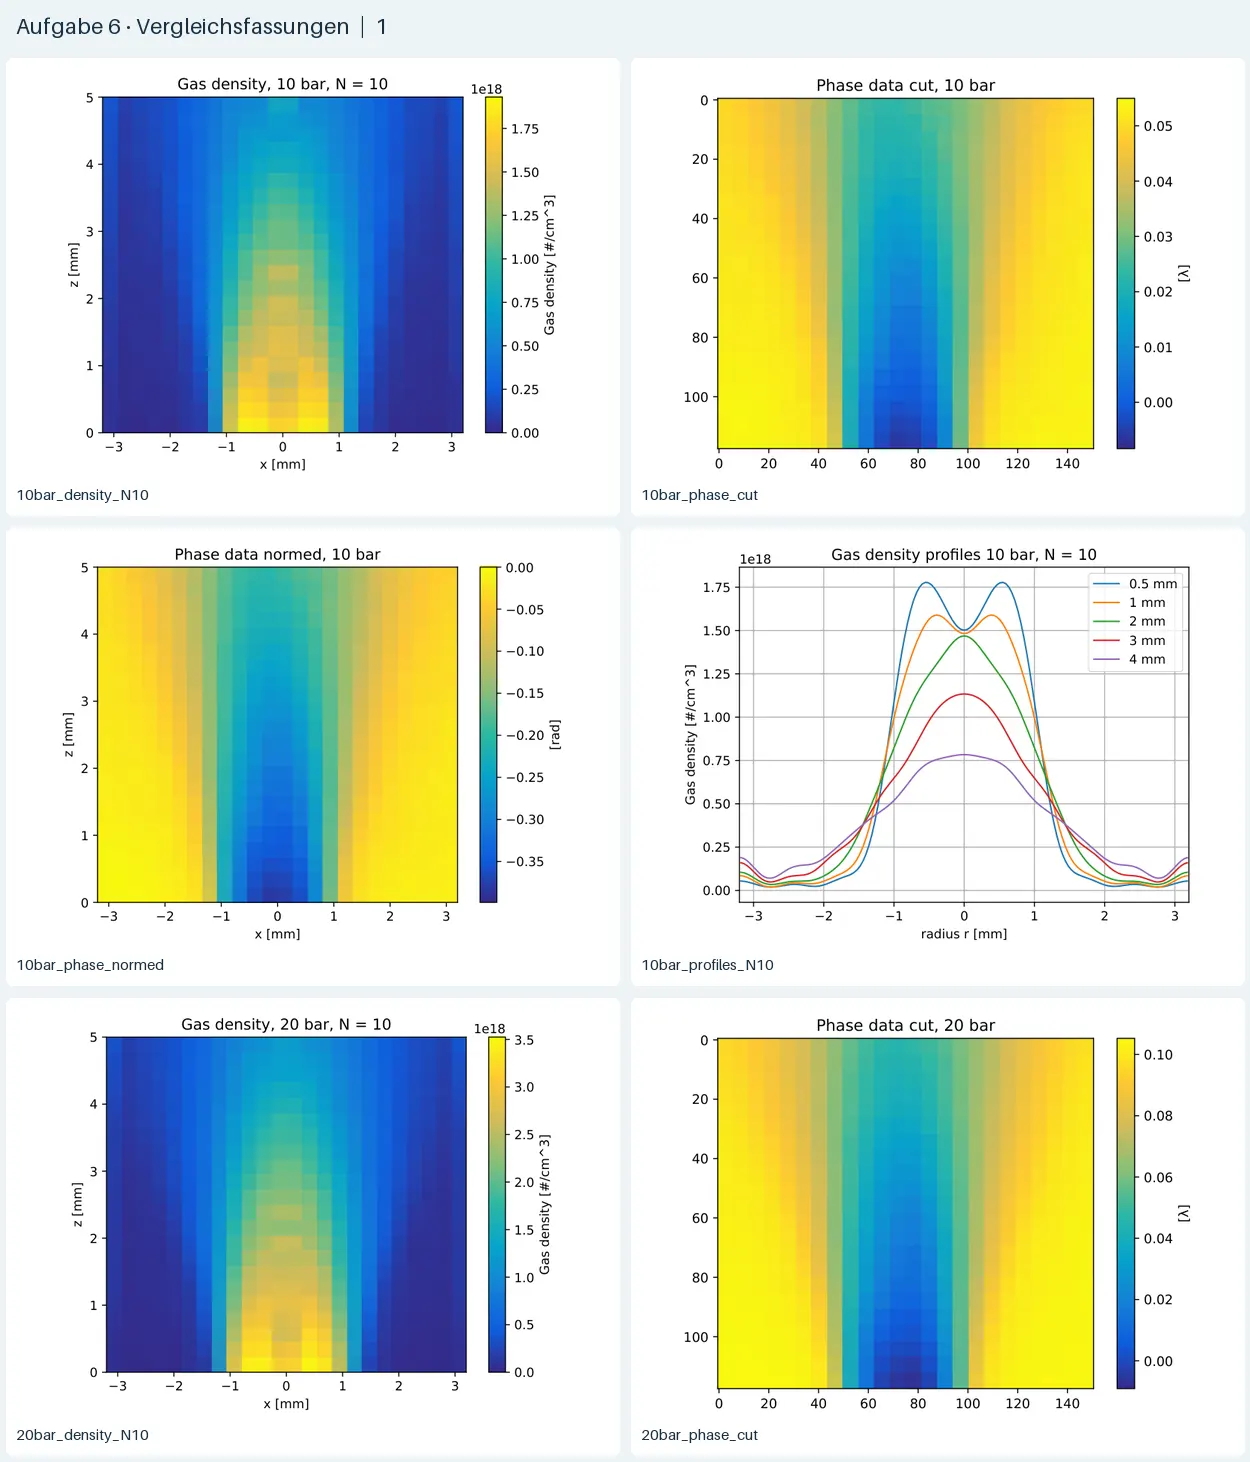 Aufgabe 6 · Vergleichsfassungen | 1
Gas density, 10 bar, N = 10
1e18
5
4
3
2
1
0
z [mm]
−3 −2 −1 0 1 2 3
x [mm]
1.75
1.50
1.25
1.00
0.75
0.50
0.25
0.00
Gas density [#/cm^3]
10bar_density_N10
Phase data cut, 10 bar
0
20
40
60
80
100
0 20 40 60 80 100 120 140
0.05
0.04
0.03
0.02
0.01
0.00
[λ]
10bar_phase_cut
Phase data normed, 10 bar
5
4
3
2
1
0
z [mm]
−3 −2 −1 0 1 2 3
x [mm]
0.00
−0.05
−0.10
−0.15
−0.20
−0.25
−0.30
−0.35
[rad]
10bar_phase_normed
Gas density profiles 10 bar, N = 10
1e18
1.75
1.50
1.25
1.00
0.75
0.50
0.25
0.00
Gas density [#/cm^3]
−3 −2 −1 0 1 2 3
radius r [mm]
0.5 mm
1 mm
2 mm
3 mm
4 mm
10bar_profiles_N10
Gas density, 20 bar, N = 10
1e18
5
4
3
2
1
0
z [mm]
−3 −2 −1 0 1 2 3
x [mm]
3.5
3.0
2.5
2.0
1.5
1.0
0.5
0.0
Gas density [#/cm^3]
20bar_density_N10
Phase data cut, 20 bar
0
20
40
60
80
100
0 20 40 60 80 100 120 140
0.10
0.08
0.06
0.04
0.02
0.00
[λ]
20bar_phase_cut